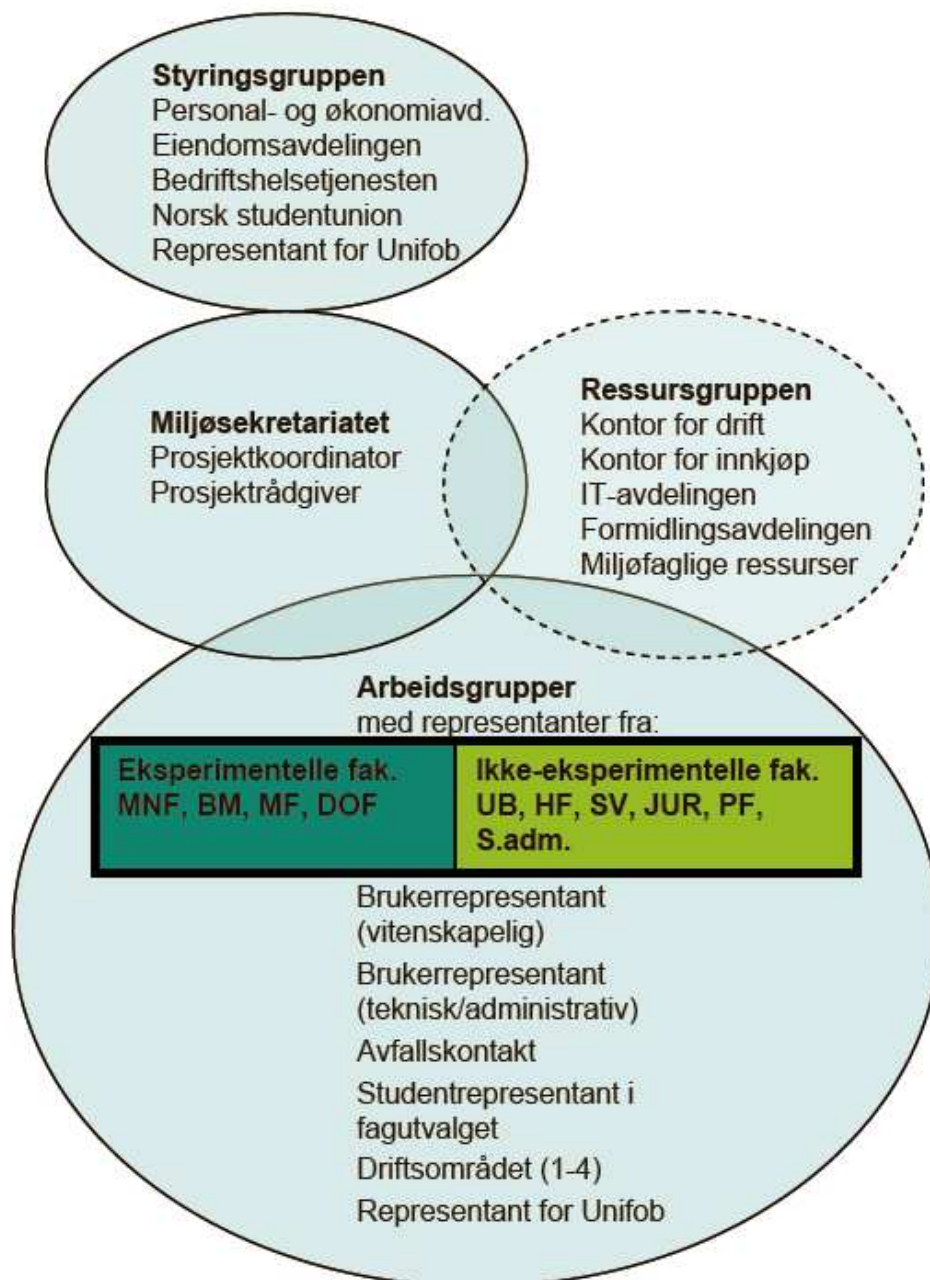 Styringsgruppen
Personal- og økonomiavd.
Eiendomsavdelingen
Bedriftshelsetjenesten
Norsk studentunion
Representant for Unifob
Miljøsekretariatet
Prosjektkoordinator
Prosjektrådgiver
Ressursgruppen
Kontor for drift
Kontor for innkjøp
IT-avdelingen
Formidlingsavdelingen
Miljøfaglige ressurser
Arbeidsgrupper
med representanter fra:
Eksperimentelle fak.
MNF, BM, MF, DOF
Ikke-eksperimentelle fak.
UB, HF, SV, JUR, PF,
S.adm.
Brukerrepresentant
(vitenskapelig)
Brukerrepresentant
(teknisk/administrativ)
Avfallskontakt
Studentrepresentant i
fagutvalget
Driftsområdet (1-4)
Representant for Unifob